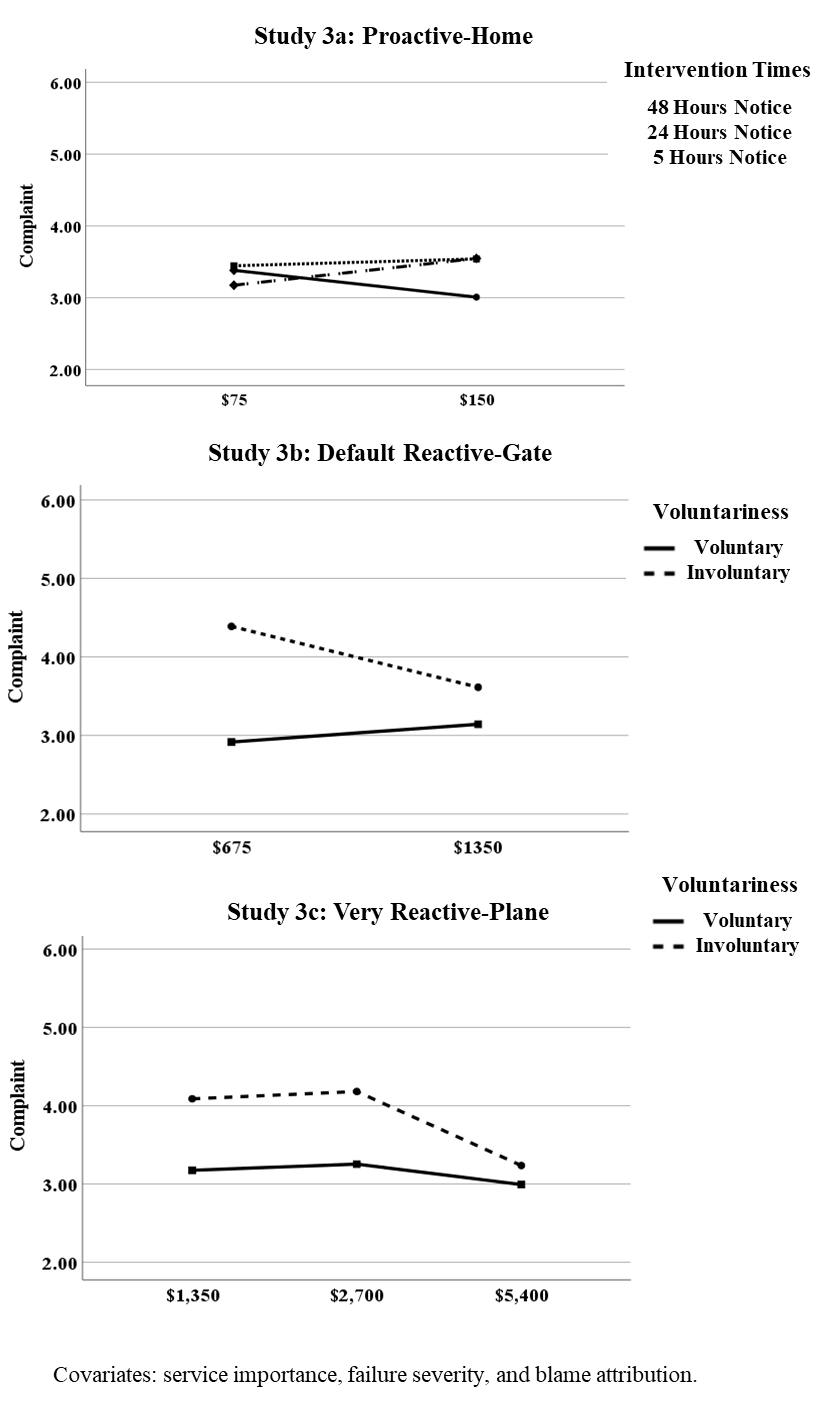 Study 3a: Proactive-Home
Intervention Times
48 Hours Notice
24 Hours Notice
5 Hours Notice
Complaint
6.00
5.00
4.00
3.00
2.00
$75
$150
Study 3b: Default Reactive-Gate
Voluntariness
Voluntary
Involuntary
Complaint
6.00
5.00
4.00
3.00
2.00
$675
$1350
Study 3c: Very Reactive-Plane
Voluntariness
Voluntary
Involuntary
Complaint
6.00
5.00
4.00
3.00
2.00
$1,350
$2,700
$5,400
Covariates: service importance, failure severity, and blame attribution.